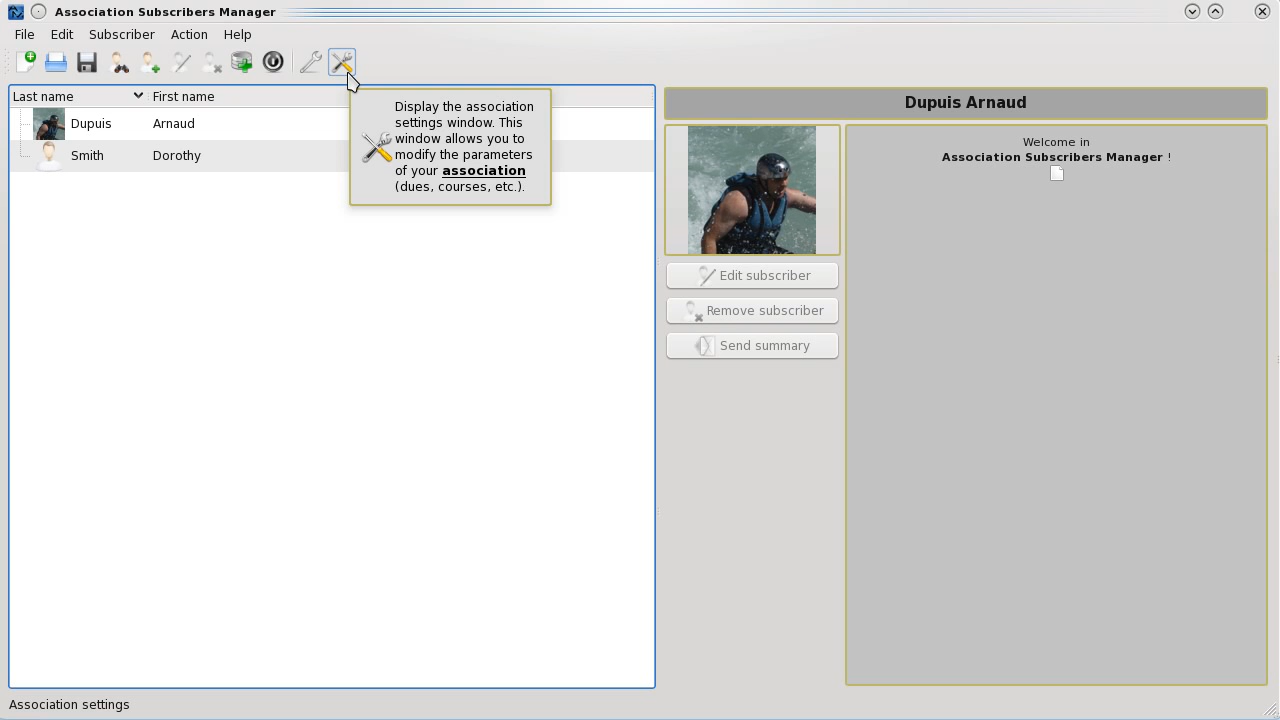 Association Subscribers Manager
File Edit Subscriber Action Help
Last name First name
Dupuis Arnaud
Smith Dorothy
Display the association
settings window. This
window allows you to
modify the parameters
of your association
(dues, courses, etc.).
Dupuis Arnaud
Edit subscriber
Remove subscriber
Send summary
Welcome in
Association Subscribers Manager !
Association settings